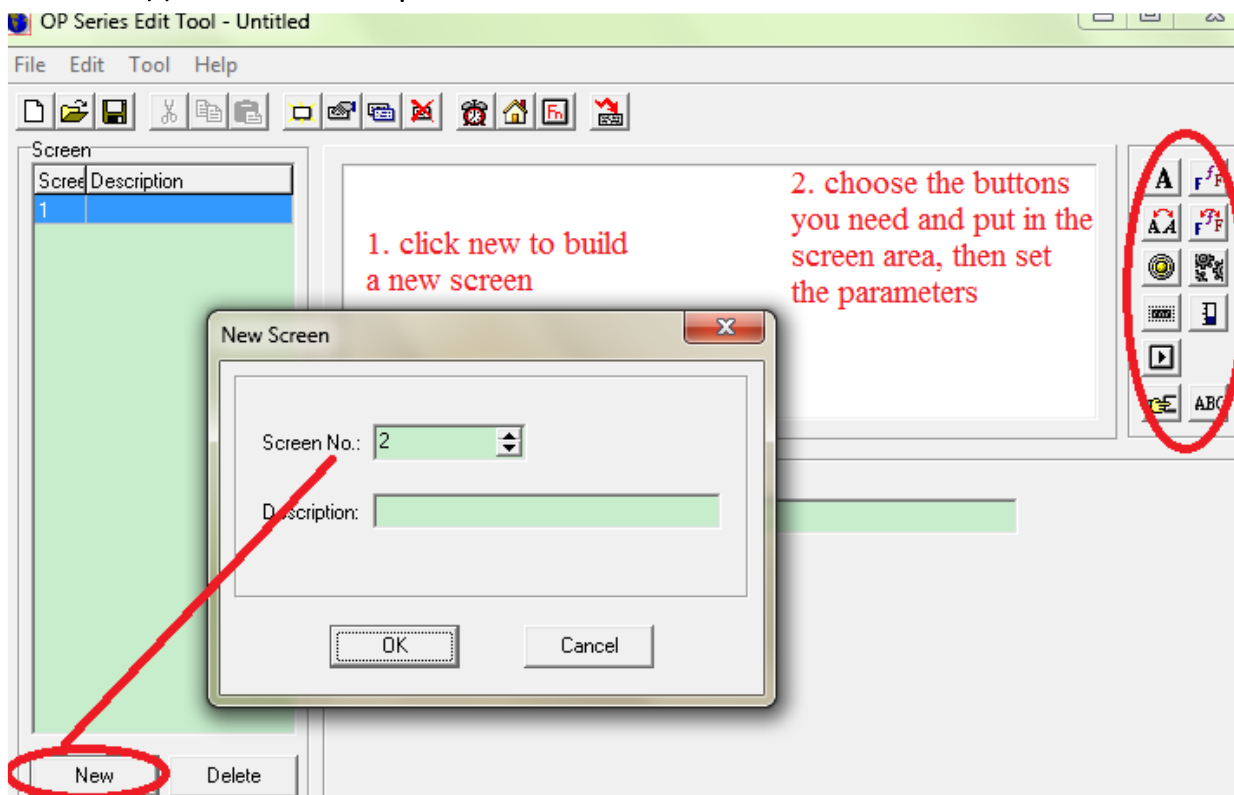 OP Series Edit Tool - Untitled
File Edit Tool Help
Screen
Scree Description
1
1. click new to build
a new screen
2. choose the buttons
you need and put in the
screen area, then set
the parameters
A
ABC
New Screen
Screen No.: 2
Description:
OK Cancel
New Delete